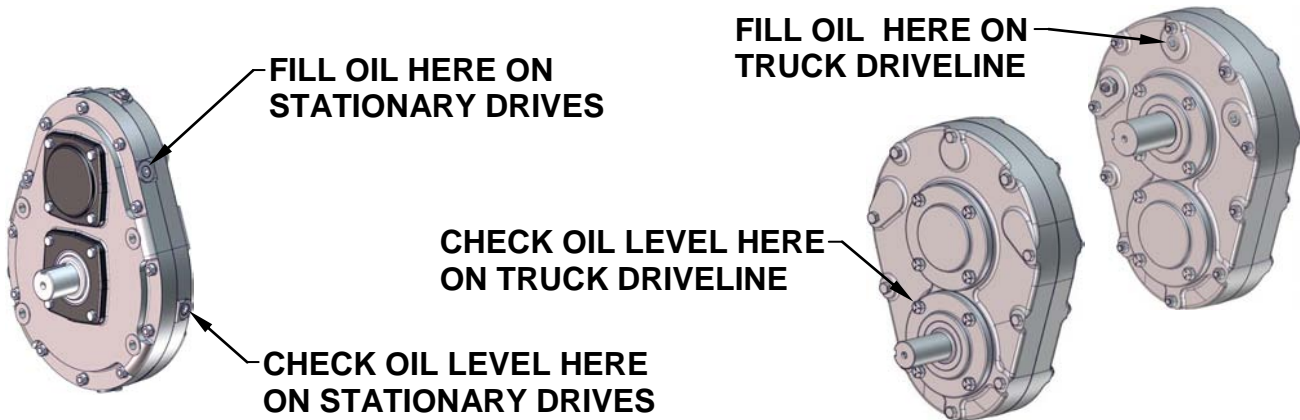 FILL OIL HERE ON
STATIONARY DRIVES
FILL OIL  HERE ON
TRUCK DRIVELINE
CHECK OIL LEVEL HERE
ON TRUCK DRIVELINE
CHECK OIL LEVEL HERE
ON STATIONARY DRIVES